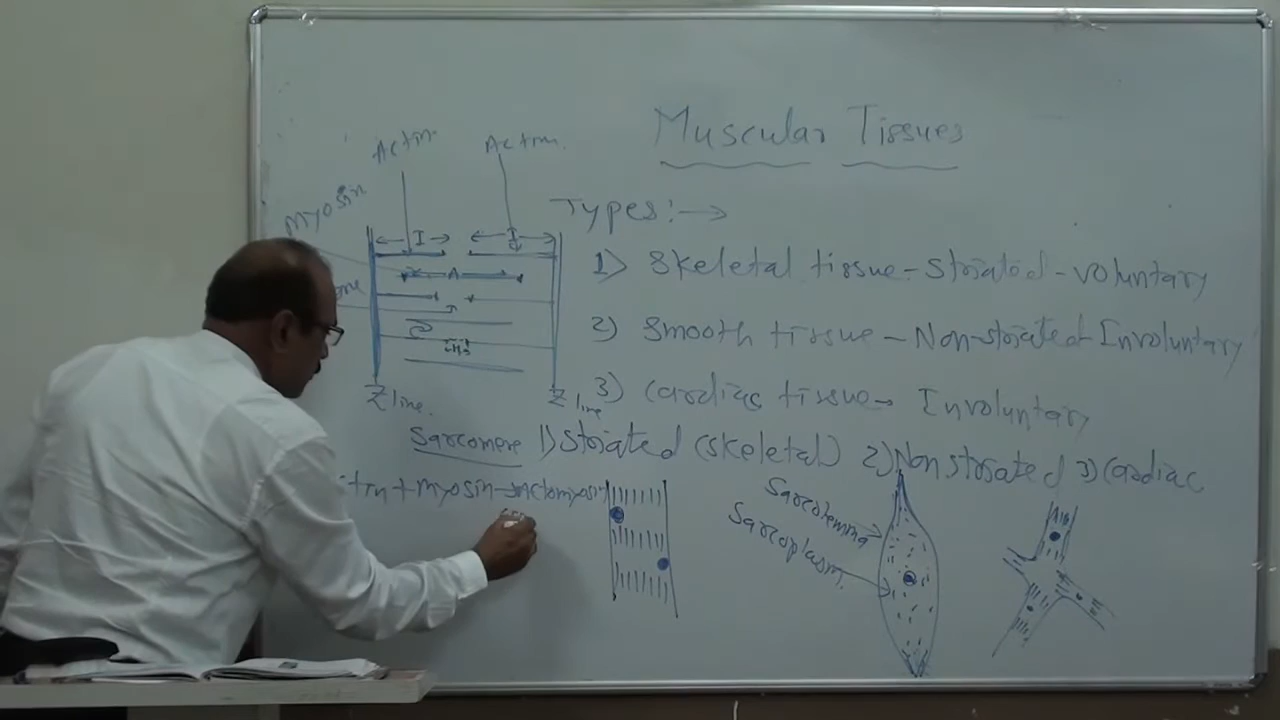 Muscular Tissues
Actin Actin.
Myosin
Types:→
I I
1) Skeletal tissue - Striated - voluntary
A
2) Smooth tissue - Non-striated Involuntary
Z line. Z line
3) Cardiac tissue → Involuntary
Sarcomere 1) Striated (Skeletal) 2) Non striated 3) Cardiac
+ myosin
Sarcolemma
Sarcoplasm.